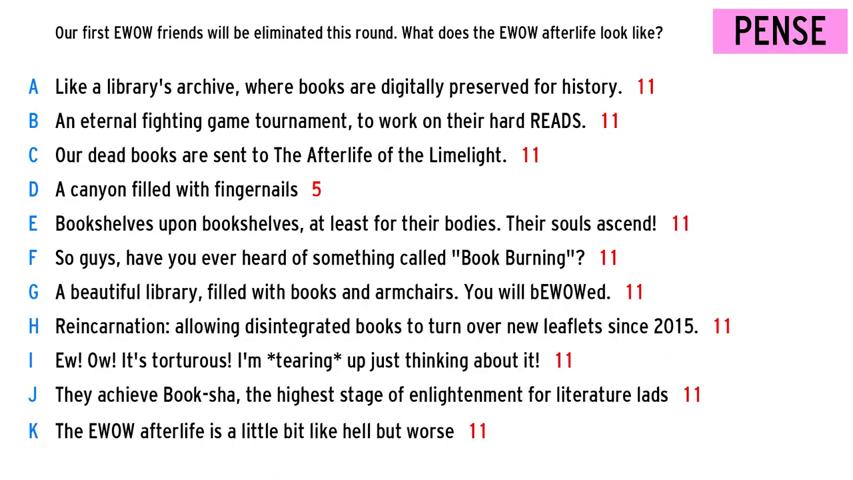 Our first EWOW friends will be eliminated this round. What does the EWOW afterlife look like?
PENSE
A Like a library's archive, where books are digitally preserved for history. 11
B An eternal fighting game tournament, to work on their hard READS. 11
C Our dead books are sent to The Afterlife of the Limelight. 11
D A canyon filled with fingernails 5
E Bookshelves upon bookshelves, at least for their bodies. Their souls ascend! 11
F So guys, have you ever heard of something called "Book Burning"? 11
G A beautiful library, filled with books and armchairs. You will bEWOWed. 11
H Reincarnation: allowing disintegrated books to turn over new leaflets since 2015. 11
I Ew! Ow! It's torturous! I'm *tearing* up just thinking about it! 11
J They achieve Book-sha, the highest stage of enlightenment for literature lads 11
K The EWOW afterlife is a little bit like hell but worse 11